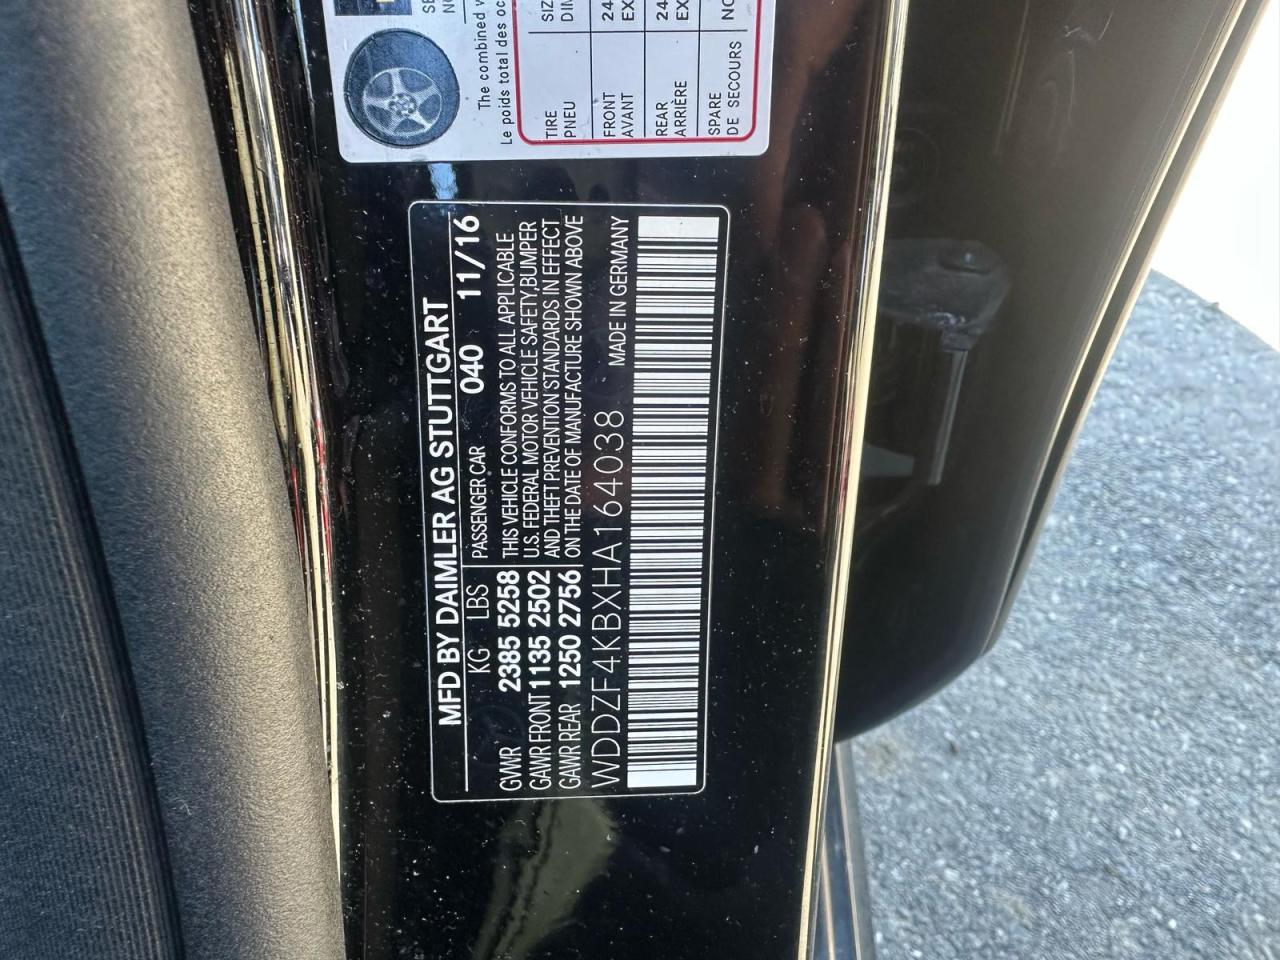 MFD BY DAIMLER AG STUTTGART
KG LBS PASSENGER CAR 040 11/16
GVWR 2385 5258 THIS VEHICLE CONFORMS TO ALL APPLICABLE
GAWR FRONT 1135 2502 U.S. FEDERAL MOTOR VEHICLE SAFETY,BUMPER
AND THEFT PREVENTION STANDARDS IN EFFECT
GAWR REAR 1250 2756 ON THE DATE OF MANUFACTURE SHOWN ABOVE
WDDZF4KBXHA164038 MADE IN GERMANY
The combined
Le poids total des
TIRE
PNEU
FRONT
AVANT
REAR
ARRIÈRE
SPARE
DE SECOURS